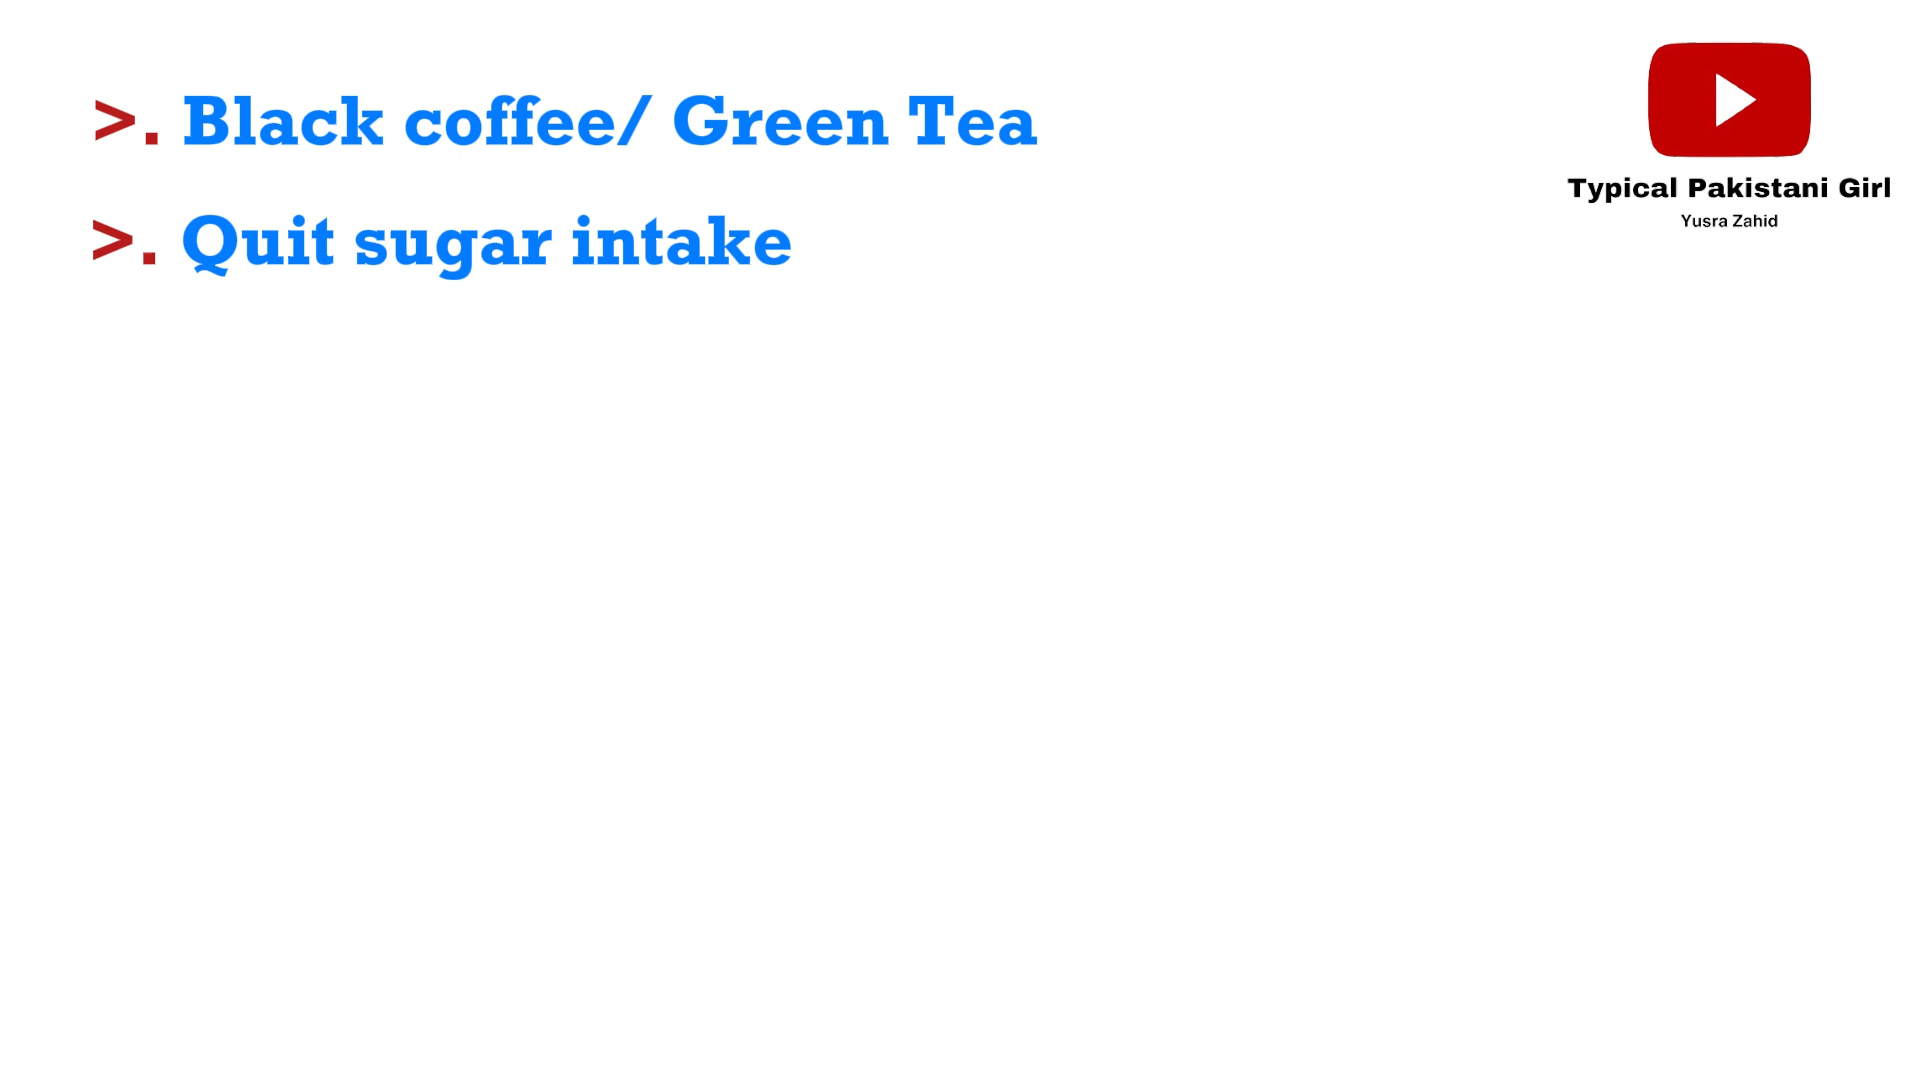 >. Black coffee/ Green Tea
>. Quit sugar intake
Typical Pakistani Girl
Yusra Zahid